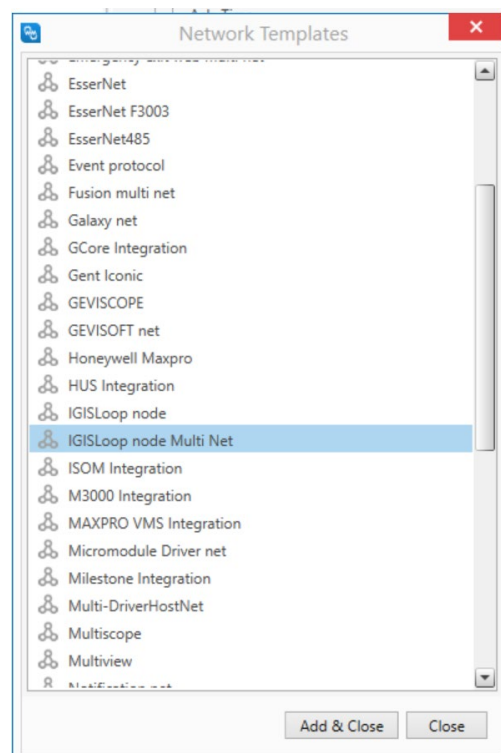 Network Templates
EsserNet
EsserNet F3003
EsserNet485
Event protocol
Fusion multi net
Galaxy net
GCore Integration
Gent Iconic
GEVISCOPE
GEVISOFT net
Honeywell Maxpro
HUS Integration
IGISLoop node
IGISLoop node Multi Net
ISOM Integration
M3000 Integration
MAXPRO VMS Integration
Micromodule Driver net
Milestone Integration
Multi-DriverHostNet
Multiscope
Multiview
Add & Close
Close